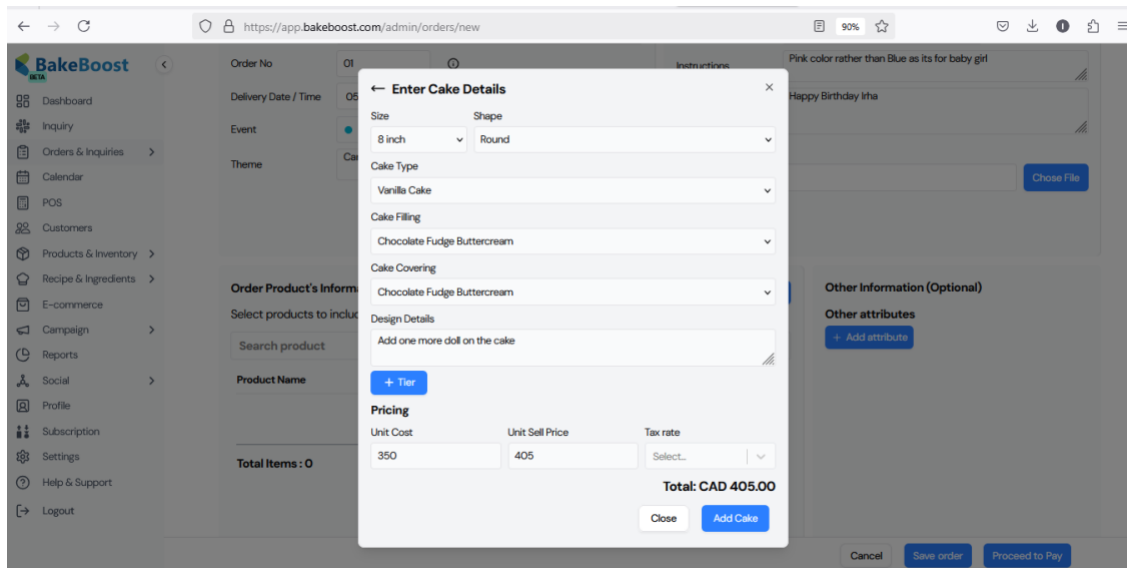 https://app.bakeboost.com/admin/orders/new
90%
BakeBoost
BETA
Dashboard
Inquiry
Orders & Inquiries
Calendar
POS
Customers
Products & Inventory
Recipe & Ingredients
E-commerce
Campaign
Reports
Social
Profile
Subscription
Settings
Help & Support
Logout
Order No
01
Delivery Date / Time
05
Event
Theme
Instructions
Pink color rather than Blue as its for baby girl
Happy Birthday Irha
Chose File
Enter Cake Details
Size Shape
8 inch Round
Cake Type
Vanilla Cake
Cake Filling
Chocolate Fudge Buttercream
Cake Covering
Chocolate Fudge Buttercream
Design Details
Add one more doll on the cake
+ Tier
Pricing
Unit Cost Unit Sell Price Tax rate
350 405 Select...
Total: CAD 405.00
Close Add Cake
Order Product's
Select products to
Search product
Product Name
Total Items : 0
Other Information (Optional)
Other attributes
+ Add attribute
Cancel Save order Proceed to Pay